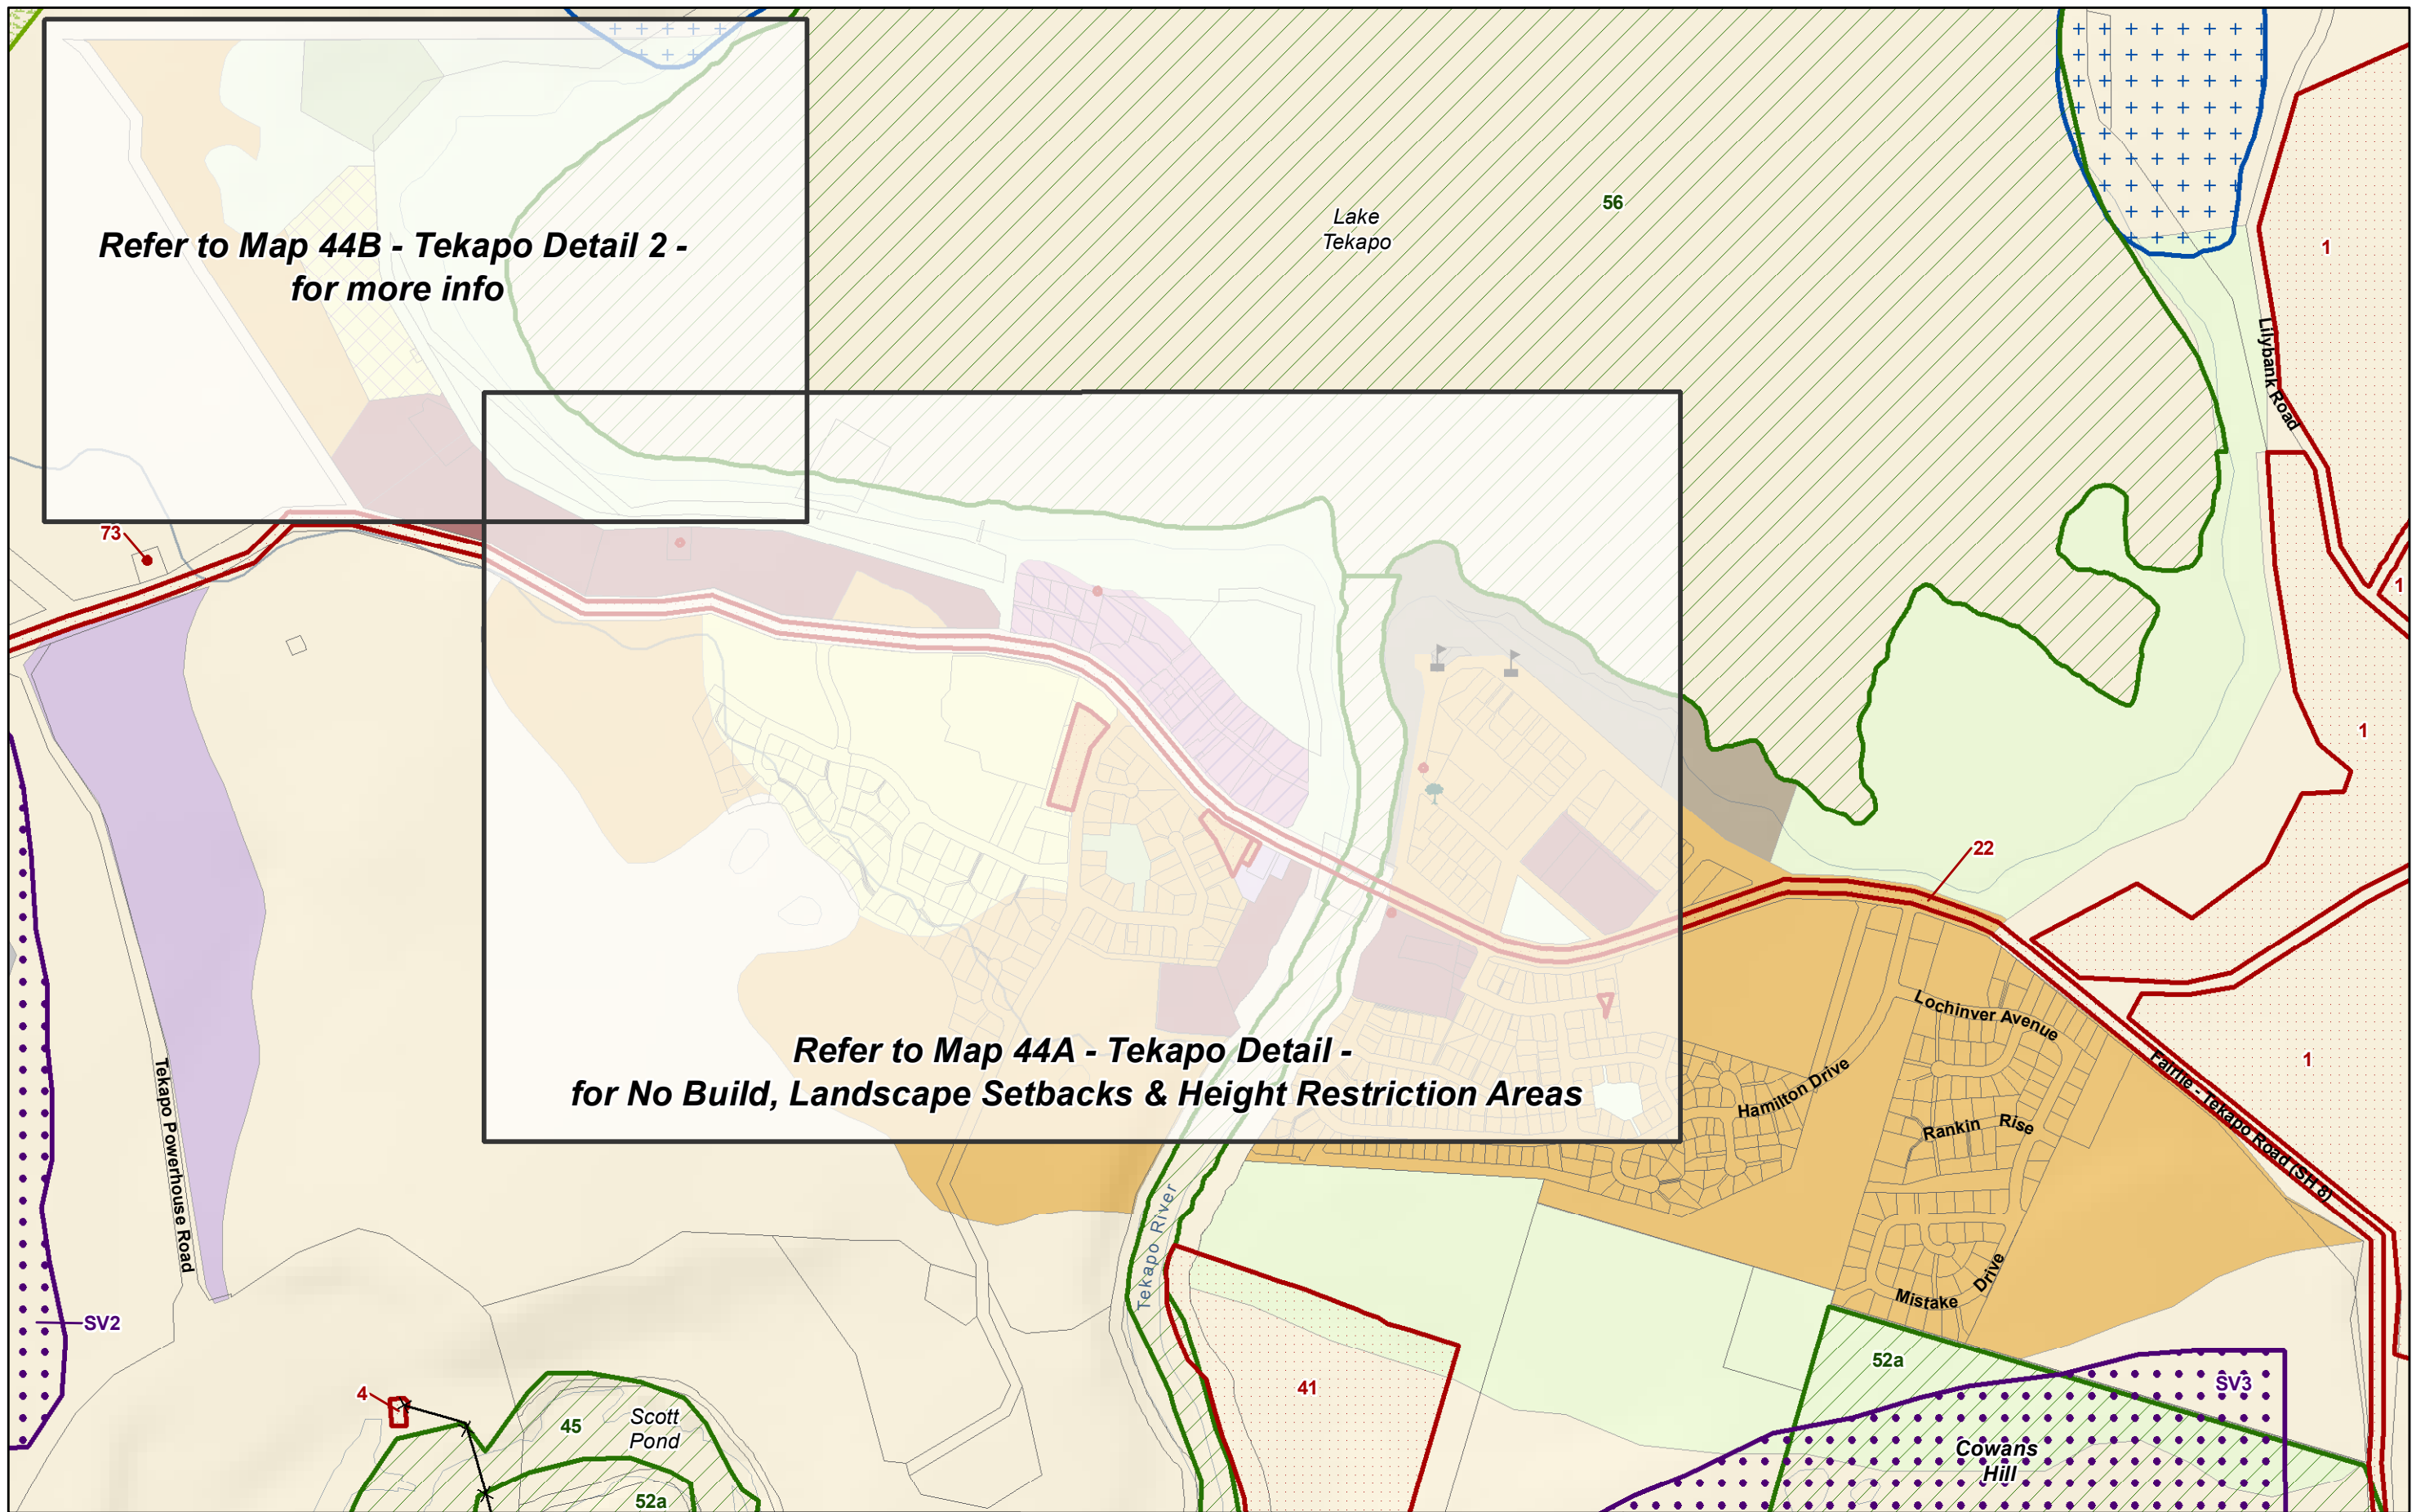 56
Lake
Tekapo
1
Refer to Map 44B - Tekapo Detail 2 -
for more info
Lilybank Road
73
1
1
22
Lochinver Avenue
Refer to Map 44A - Tekapo Detail -
for No Build, Landscape Setbacks & Height Restriction Areas
Hamilton Drive
Rankin Rise
Fairlie - Tekapo Road (SH 8)
1
Tekapo Powerhouse Road
Tekapo River
Mistake Drive
SV2
52a
SV3
4
41
45
Scott
Pond
Cowans
Hill
52a